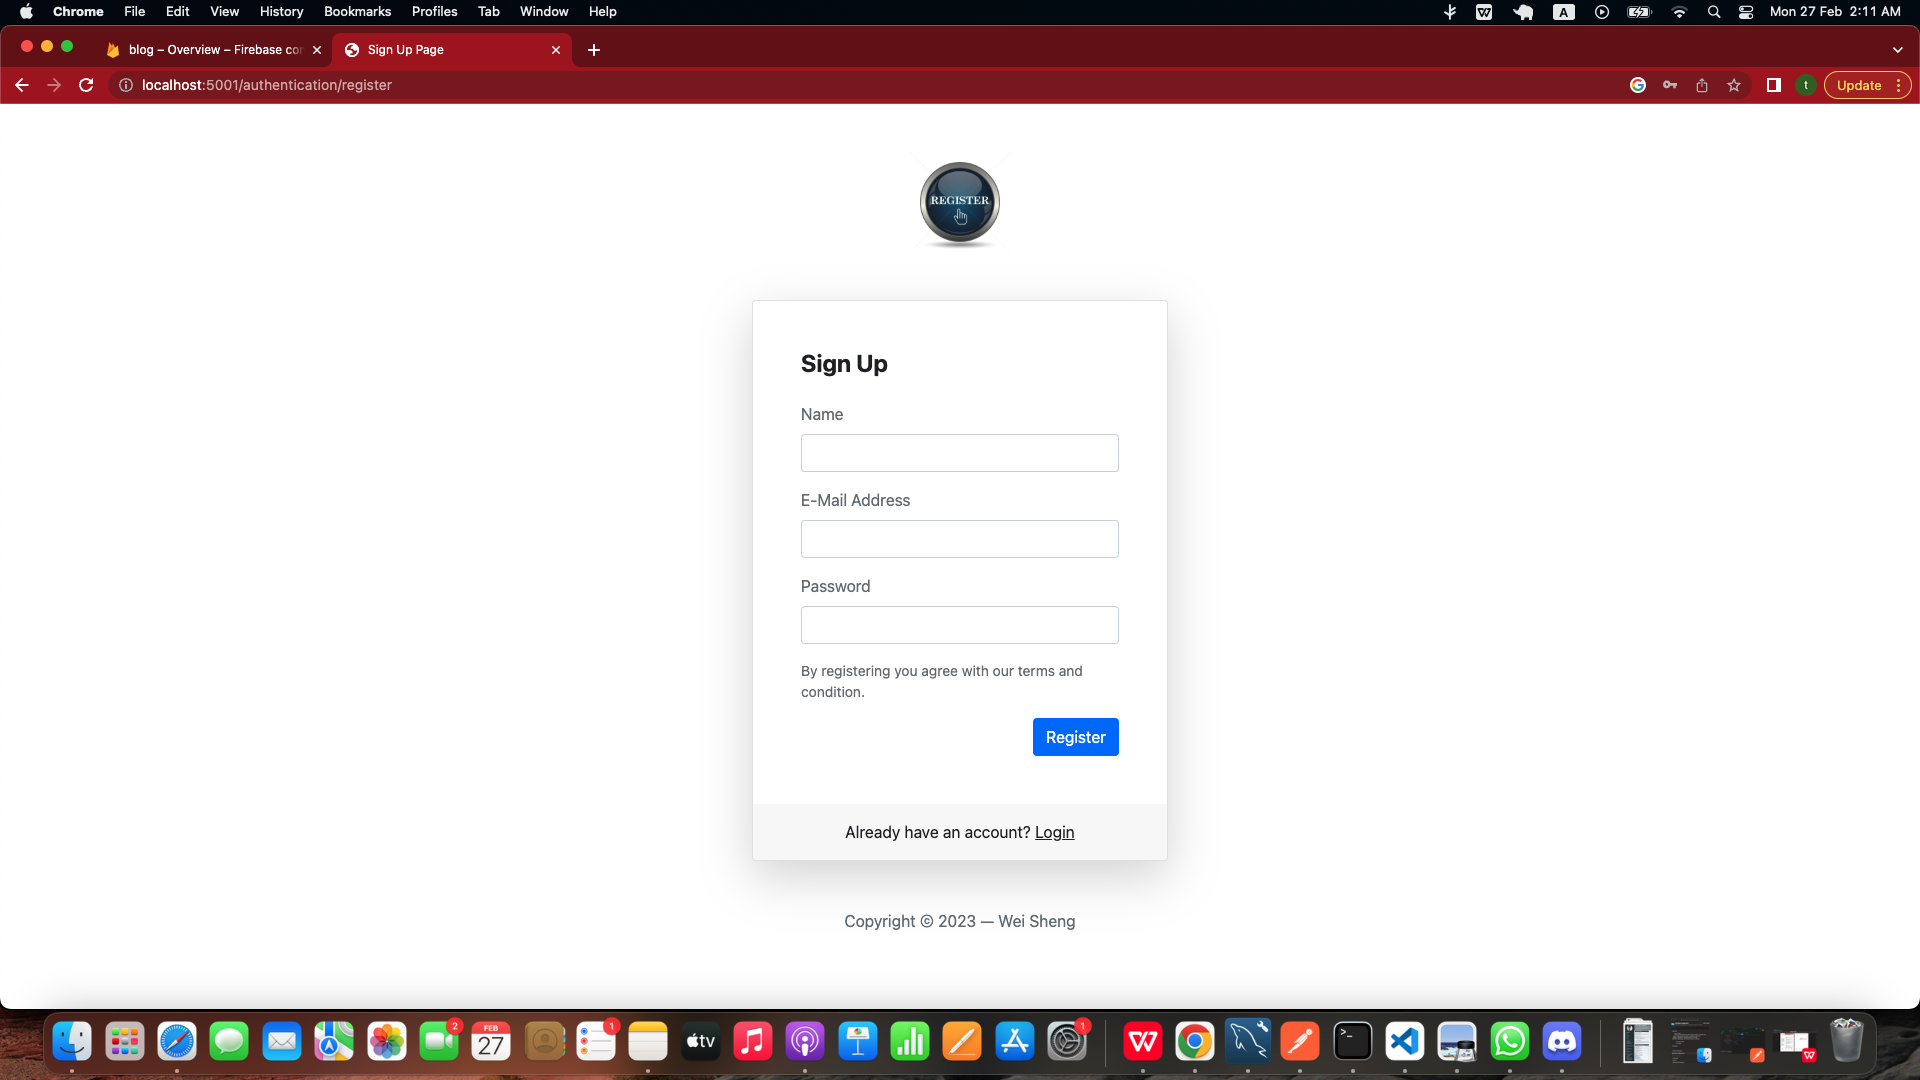 Chrome File Edit View History Bookmarks Profiles Tab Window Help A Mon 27 Feb 2:11 AM
blog – Overview – Firebase con Sign Up Page
localhost:5001/authentication/register t Update
REGISTER
Sign Up
Name
E-Mail Address
Password
By registering you agree with our terms and
condition.
Register
Already have an account? Login
Copyright © 2023 — Wei Sheng
2 FEB 27 1 tv 1